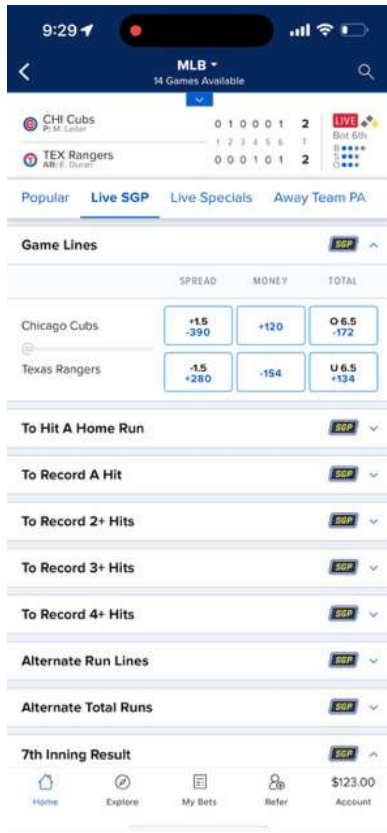 9:29
MLB
14 Games Available
CHI Cubs 0 1 0 0 0 1 2 LIVE
P: M. Leiter Bot 6th
1 2 3 4 5 6 T B
TEX Rangers 0 0 0 1 0 1 2 S
AB: E. Duran O
Popular Live SGP Live Specials Away Team PA
Game Lines SGP
SPREAD MONEY TOTAL
Chicago Cubs +1.5 -390 +120 O 6.5 -172
@
Texas Rangers -1.5 +280 -154 U 6.5 +134
To Hit A Home Run SGP
To Record A Hit SGP
To Record 2+ Hits SGP
To Record 3+ Hits SGP
To Record 4+ Hits SGP
Alternate Run Lines SGP
Alternate Total Runs SGP
7th Inning Result SGP
Home Explore My Bets Refer $123.00 Account